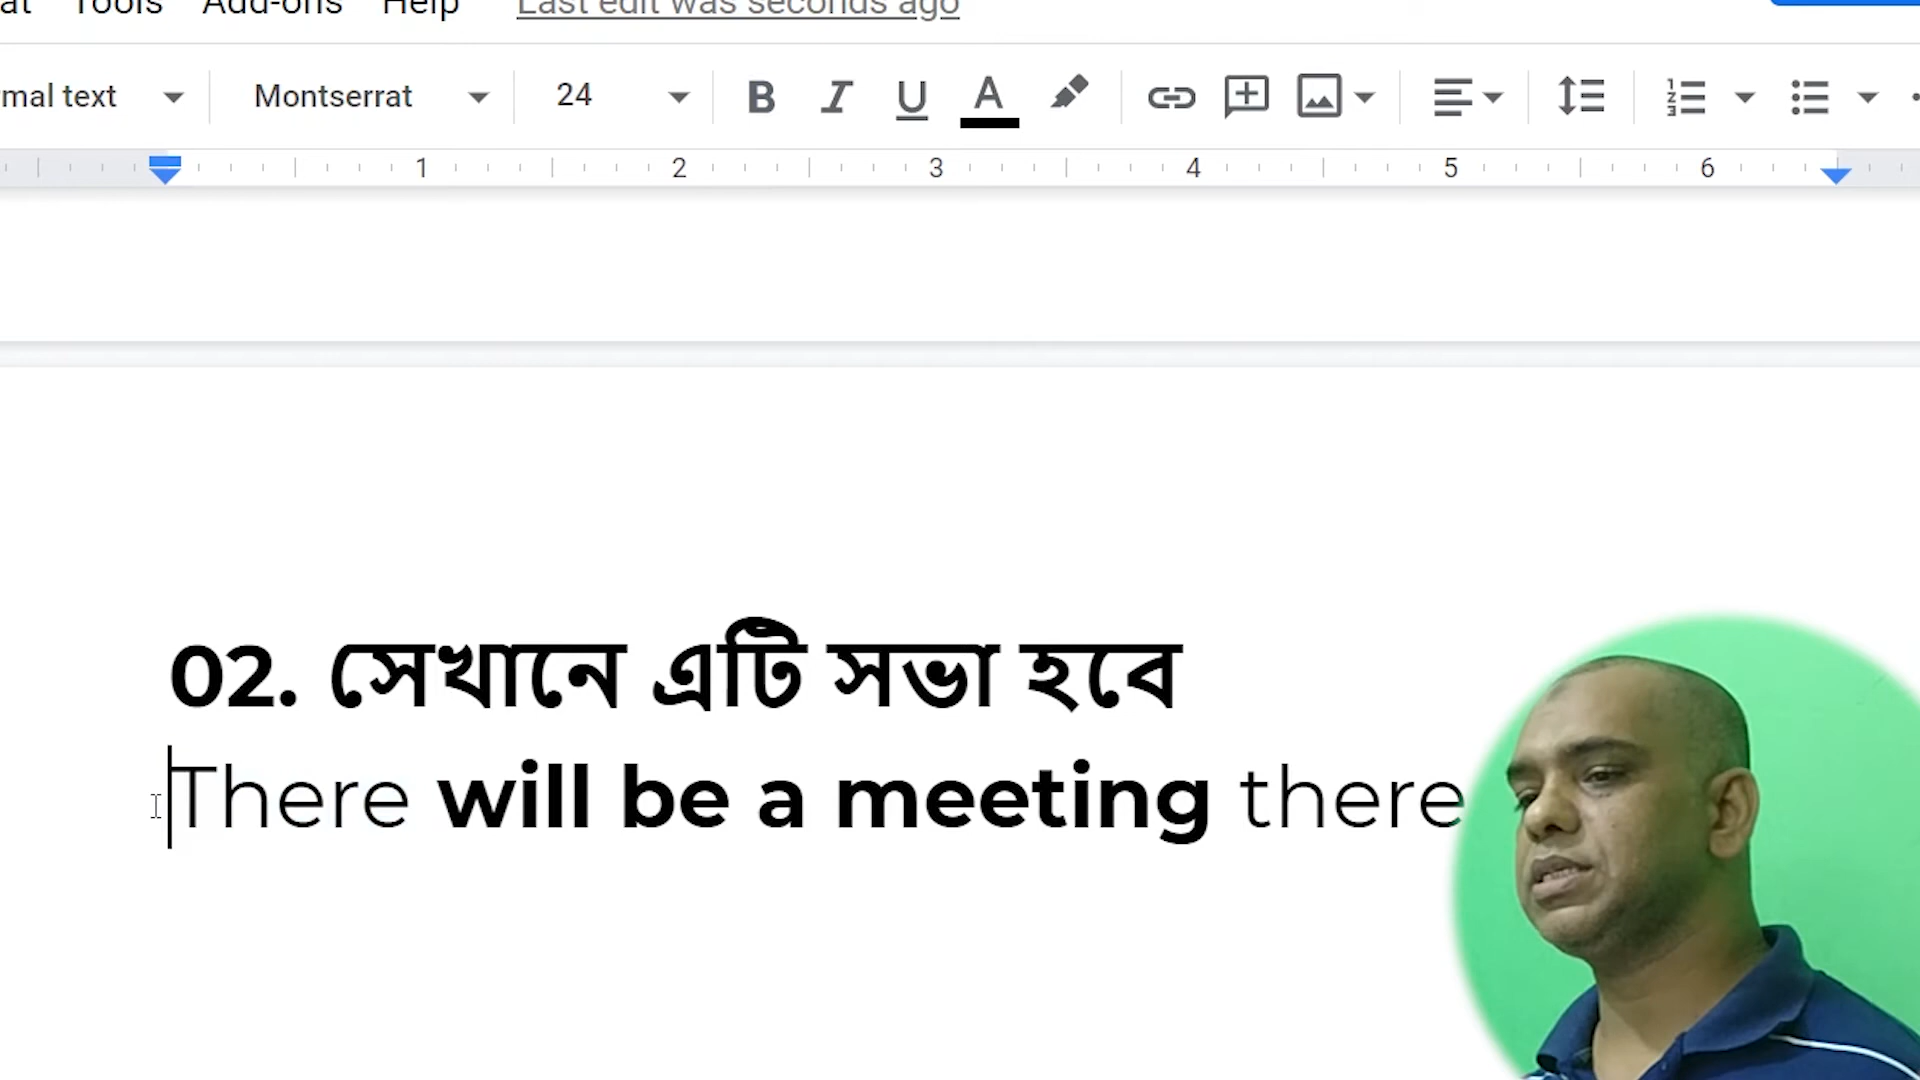 Tools Add-ons Help Last edit was seconds ago
mal text Montserrat 24
1 2 3 4 5 6
02. সেখানে এটি সভা হবে
There will be a meeting there